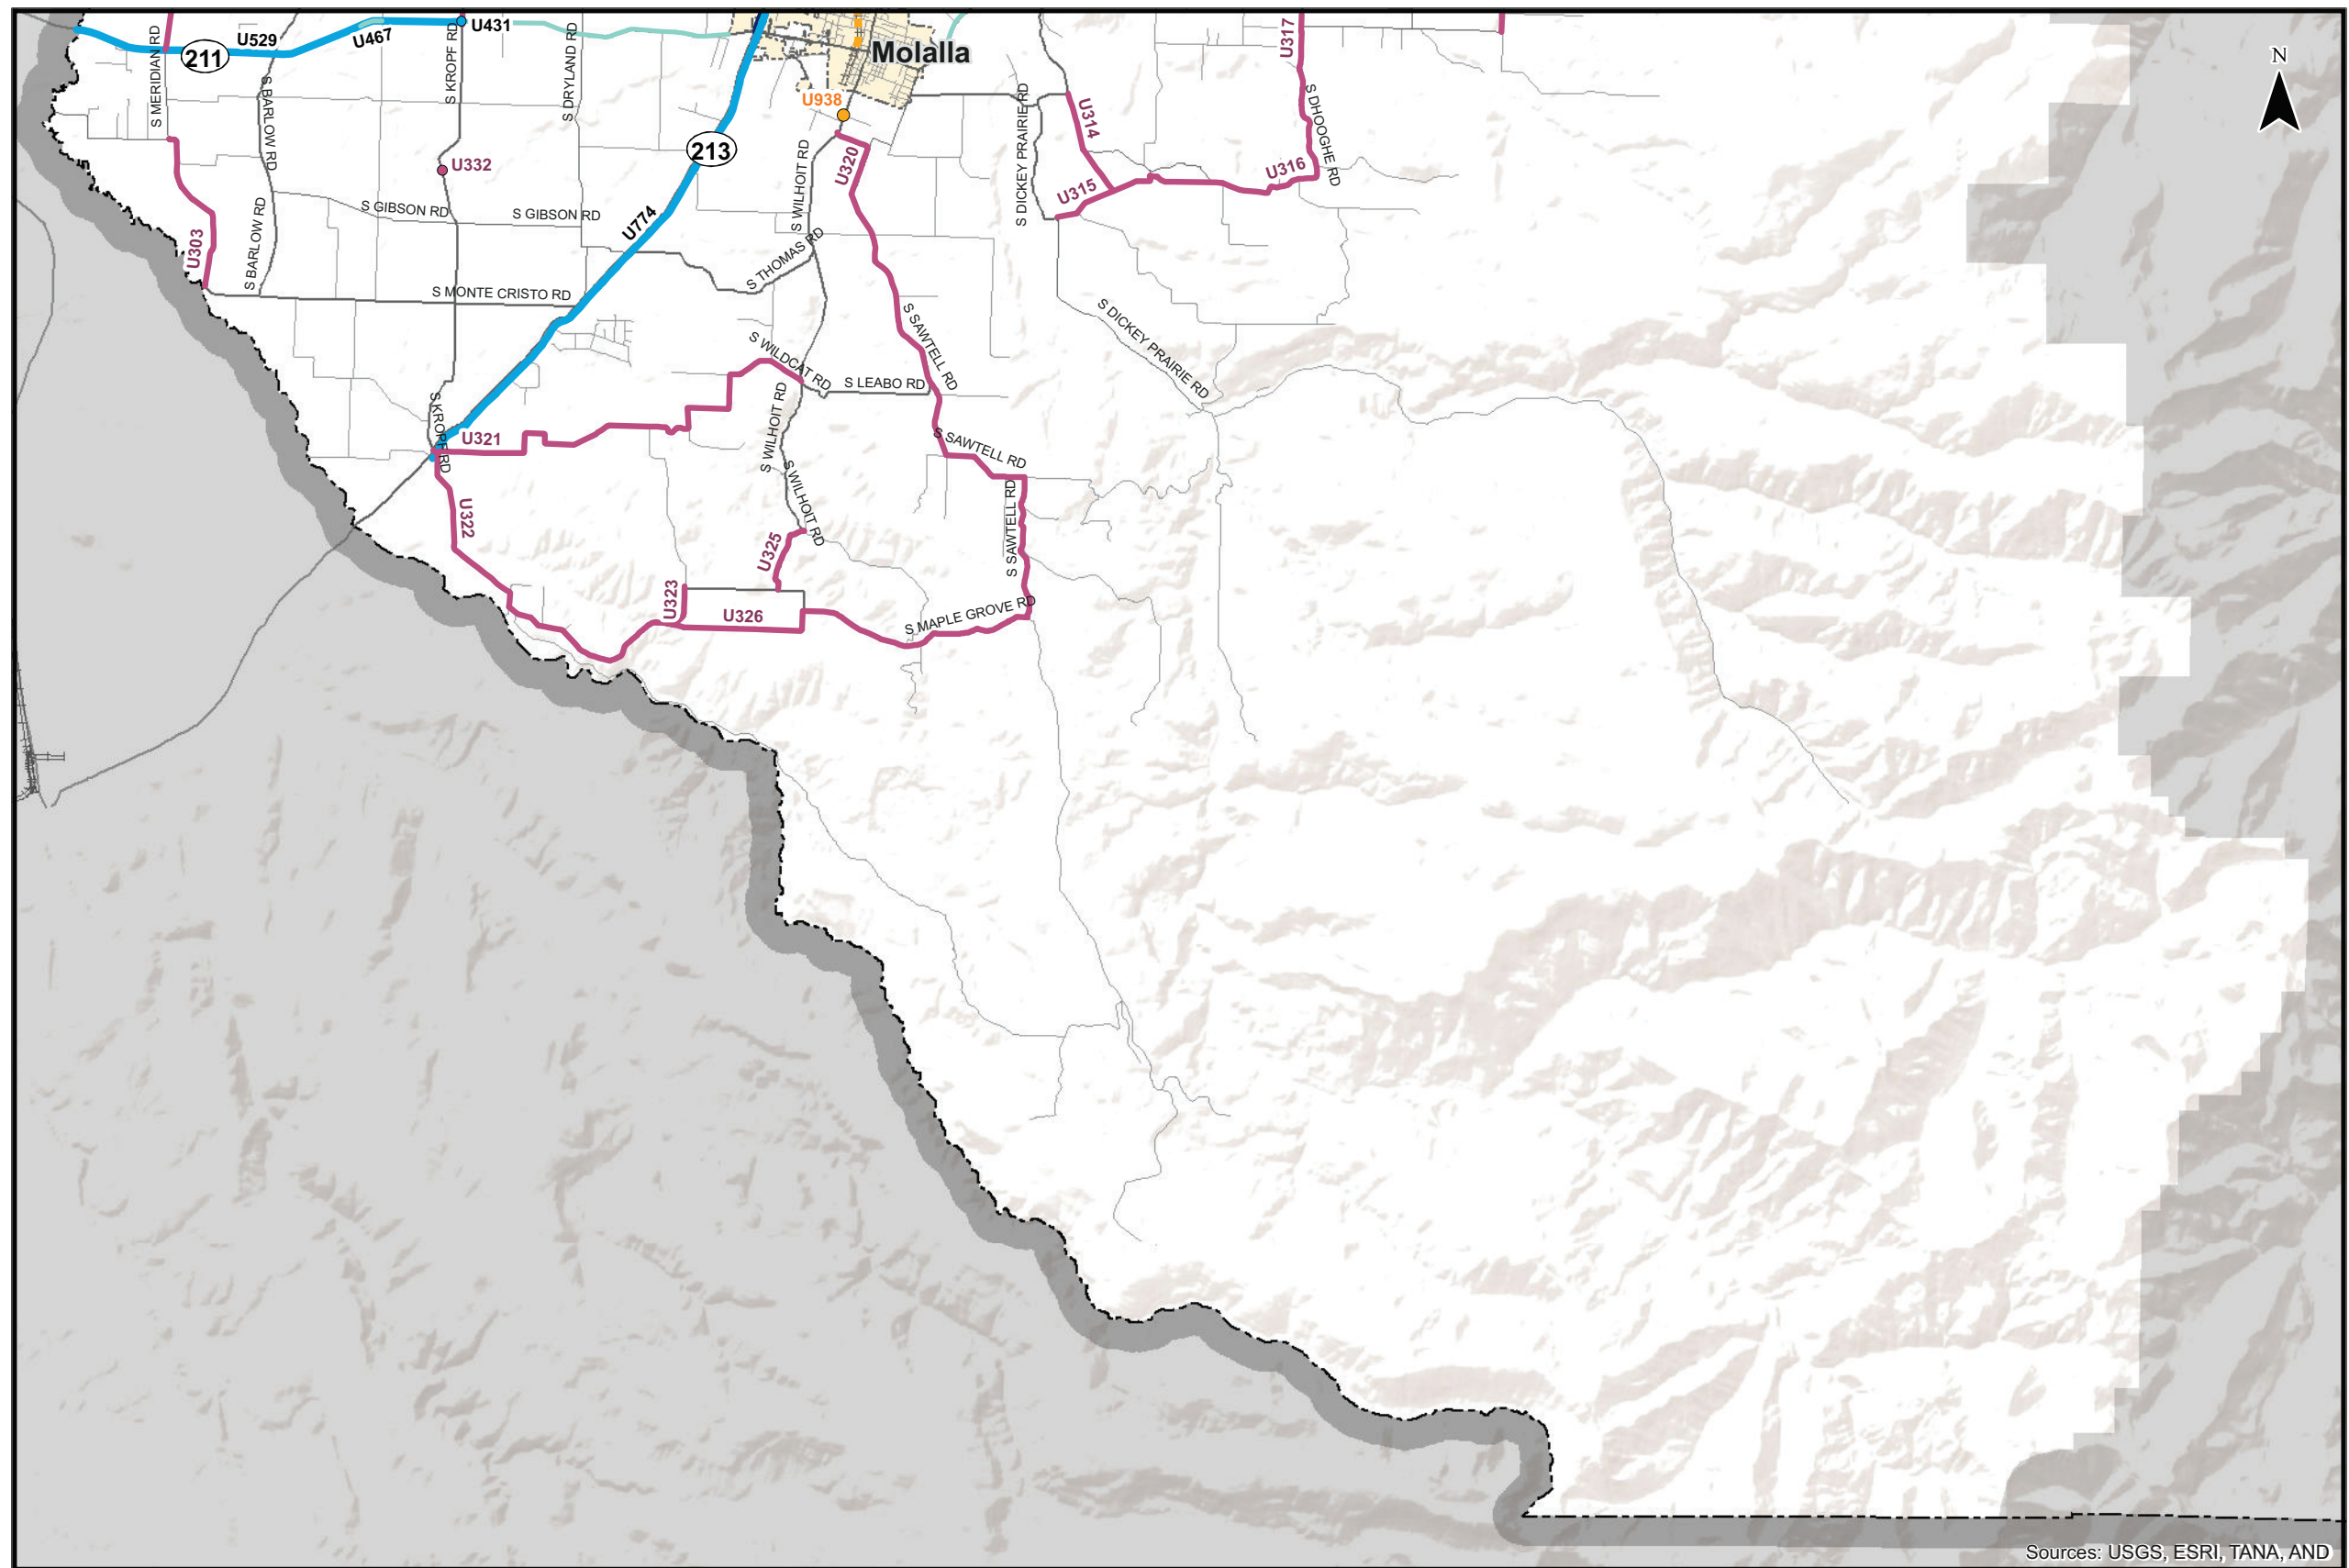 U529
U467
U431
211
S MERIDIAN RD
S BARLOW RD
S KROPF RD
S DRYLAND RD
Molalla
U938
213
U317
N
S DICKEY PRAIRIE RD
U314
S DHOOGHE RD
U332
U320
S WILHOIT RD
U315
U316
U303
S BARLOW RD
S GIBSON RD
S GIBSON RD
U774
S THOMAS RD
S MONTE CRISTO RD
S SAWTELL RD
S DICKEY PRAIRIE RD
S WILDCAT RD
S LEABO RD
S KROPF RD
U321
S WILHOIT RD
S SAWTELL RD
U322
S WILHOIT RD
S SAWTELL RD
U325
U323
U326
S MAPLE GROVE RD
Sources: USGS, ESRI, TANA, AND